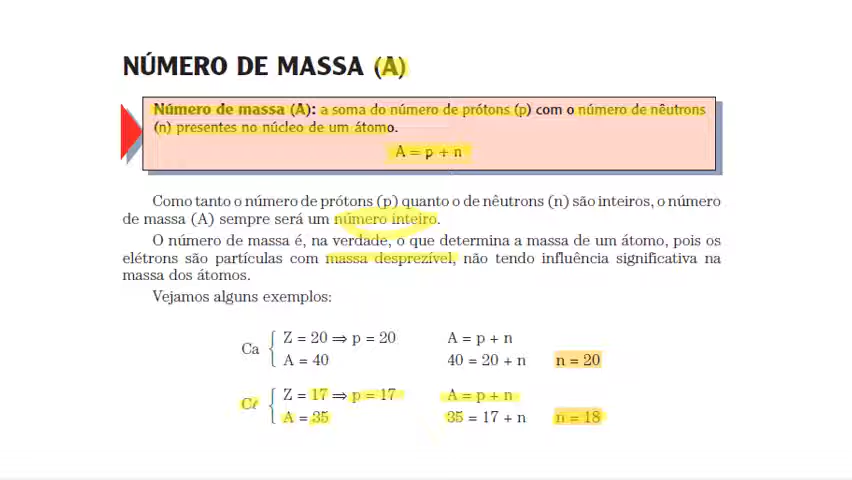 NÚMERO DE MASSA (A)
Número de massa (A): a soma do número de prótons (p) com o número de nêutrons
(n) presentes no núcleo de um átomo.
A = p + n
Como tanto o número de prótons (p) quanto o de nêutrons (n) são inteiros, o número
de massa (A) sempre será um número inteiro.
O número de massa é, na verdade, o que determina a massa de um átomo, pois os
elétrons são partículas com massa desprezível, não tendo influência significativa na
massa dos átomos.
Vejamos alguns exemplos:
Ca { Z = 20 ⇒ p = 20 A = p + n
A = 40 40 = 20 + n n = 20
Cℓ { Z = 17 ⇒ p = 17 A = p + n
A = 35 35 = 17 + n n = 18